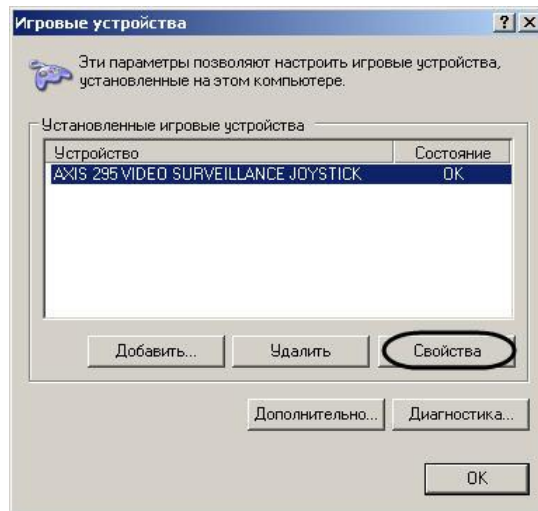 Игровые устройства
Эти параметры позволяют настроить игровые устройства,
установленные на этом компьютере.
Установленные игровые устройства
Устройство Состояние
AXIS 295 VIDEO SURVEILLANCE JOYSTICK OK
Добавить... Удалить Свойства
Дополнительно... Диагностика...
OK